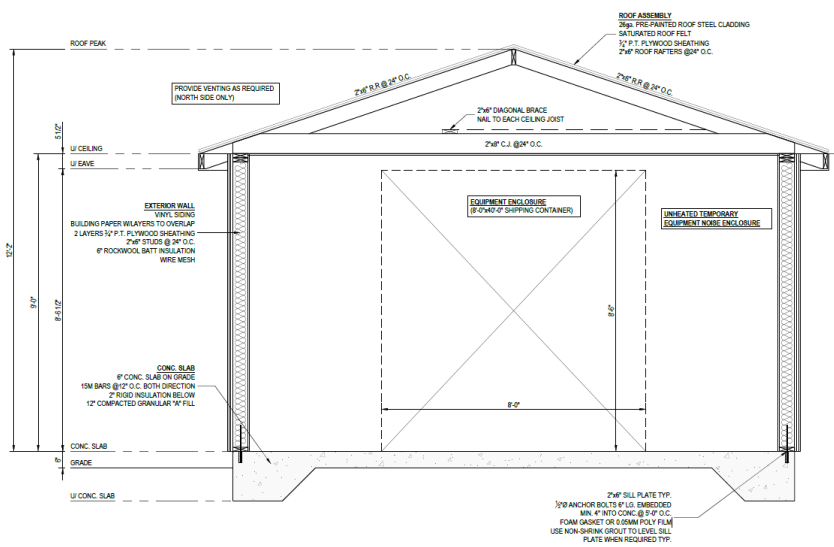 ROOF ASSEMBLY
26ga. PRE-PAINTED ROOF STEEL CLADDING
SATURATED ROOF FELT
¾" P.T. PLYWOOD SHEATHING
2"x6" ROOF RAFTERS @24" O.C.
ROOF PEAK
PROVIDE VENTING AS REQUIRED
(NORTH SIDE ONLY)
2"x6" R.R @ 24" O.C.
2"x6" R.R @ 24" O.C.
2"x6" DIAGONAL BRACE
NAIL TO EACH CEILING JOIST
5 1/2"
U/ CEILING
2"x8" C.J. @24" O.C.
U/ EAVE
EXTERIOR WALL
VINYL SIDING
BUILDING PAPER W/LAYERS TO OVERLAP
2 LAYERS ¾" P.T. PLYWOOD SHEATHING
2"x6" STUDS @ 24" O.C.
6" ROCKWOOL BATT INSULATION
WIRE MESH
EQUIPMENT ENCLOSURE
(8'-0"x40'-0" SHIPPING CONTAINER)
UNHEATED TEMPORARY
EQUIPMENT NOISE ENCLOSURE
12'-2"
9'-0"
8'-6 1/2"
8'-6"
8'-0"
CONC. SLAB
6" CONC. SLAB ON GRADE
15M BARS @12" O.C. BOTH DIRECTION
2" RIGID INSULATION BELOW
12" COMPACTED GRANULAR "A" FILL
CONC. SLAB
6"
GRADE
U/ CONC. SLAB
2"x6" SILL PLATE TYP.
½"Ø ANCHOR BOLTS 6" LG. EMBEDDED
MIN. 4" INTO CONC.@ 5'-0" O.C.
FOAM GASKET OR 0.05MM POLY FILM
USE NON-SHRINK GROUT TO LEVEL SILL
PLATE WHEN REQUIRED TYP.